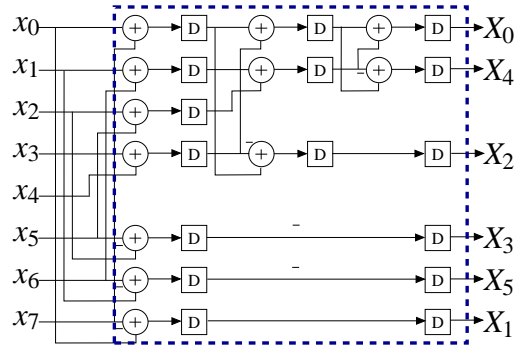 x₀ + D + D + D X₀
x₁ + D + D − + D X₄
x₂ + D
x₃ + D − + D D X₂
x₄
x₅ − + D − D X₃
x₆ − + D − D X₅
x₇ − + D D X₁